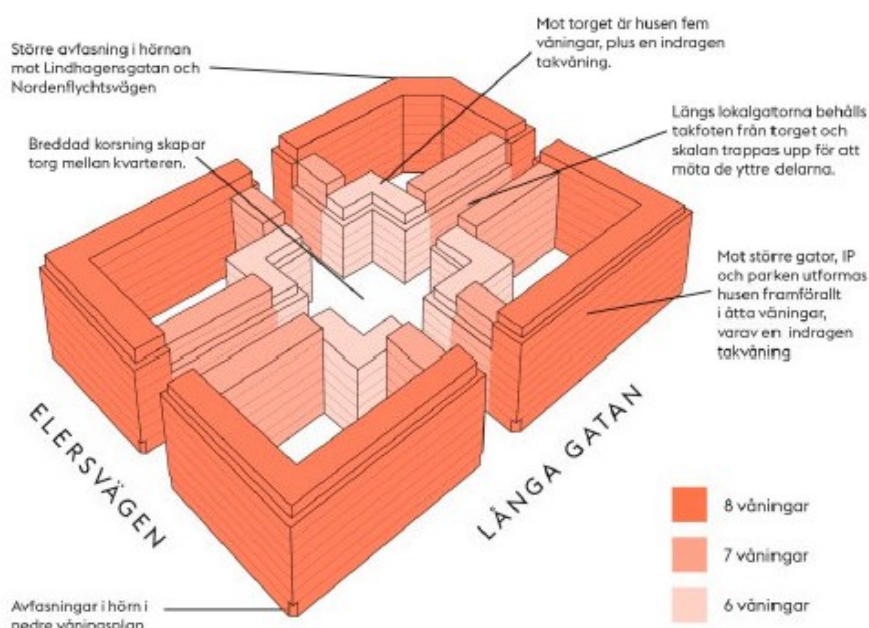 Större avfasning i hörnan
mot Lindhagensgatan och
Nordenflychtsvägen
Mot torget är husen fem
våningar, plus en indragen
takvåning.
Breddad korsning skapar
torg mellan kvarteren.
Längs lokalgatorna behålls
takfoten från torget och
skalan trappas upp för att
möta de yttre delarna.
Mot större gator, IP
och parken utformas
husen framförallt
i åtta våningar,
varav en indragen
takvåning
ELERSVÄGEN
LÅNGA GATAN
8 våningar
7 våningar
6 våningar
Avfasningar i hörn i
nedre våningsplan